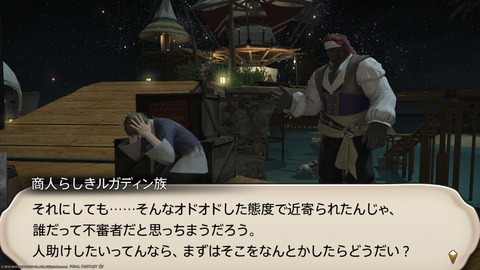 商人らしきルガディン族
それにしても……そんなオドオドした態度で近寄られたんじゃ、
誰だって不審者だと思っちまうだろう。
人助けしたいってんなら、まずはそこをなんとかしたらどうだい？